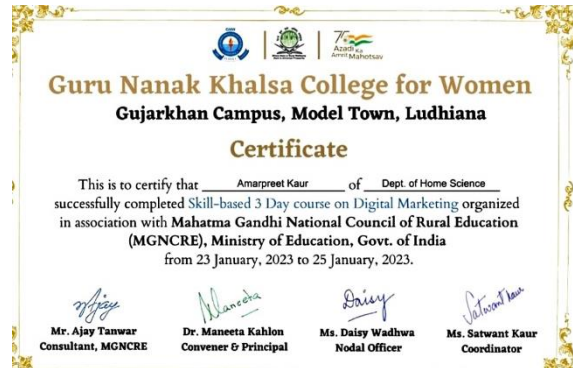 75
Azadi Ka
Amrit Mahotsav
Guru Nanak Khalsa College for Women
Gujarkhan Campus, Model Town, Ludhiana
Certificate
This is to certify that Amarpreet Kaur of Dept. of Home Science
successfully completed Skill-based 3 Day course on Digital Marketing organized
in association with Mahatma Gandhi National Council of Rural Education
(MGNCRE), Ministry of Education, Govt. of India
from 23 January, 2023 to 25 January, 2023.
Ajay Maneeta Daisy Satwant Kaur
Mr. Ajay Tanwar Dr. Maneeta Kahlon Ms. Daisy Wadhwa Ms. Satwant Kaur
Consultant, MGNCRE Convener & Principal Nodal Officer Coordinator